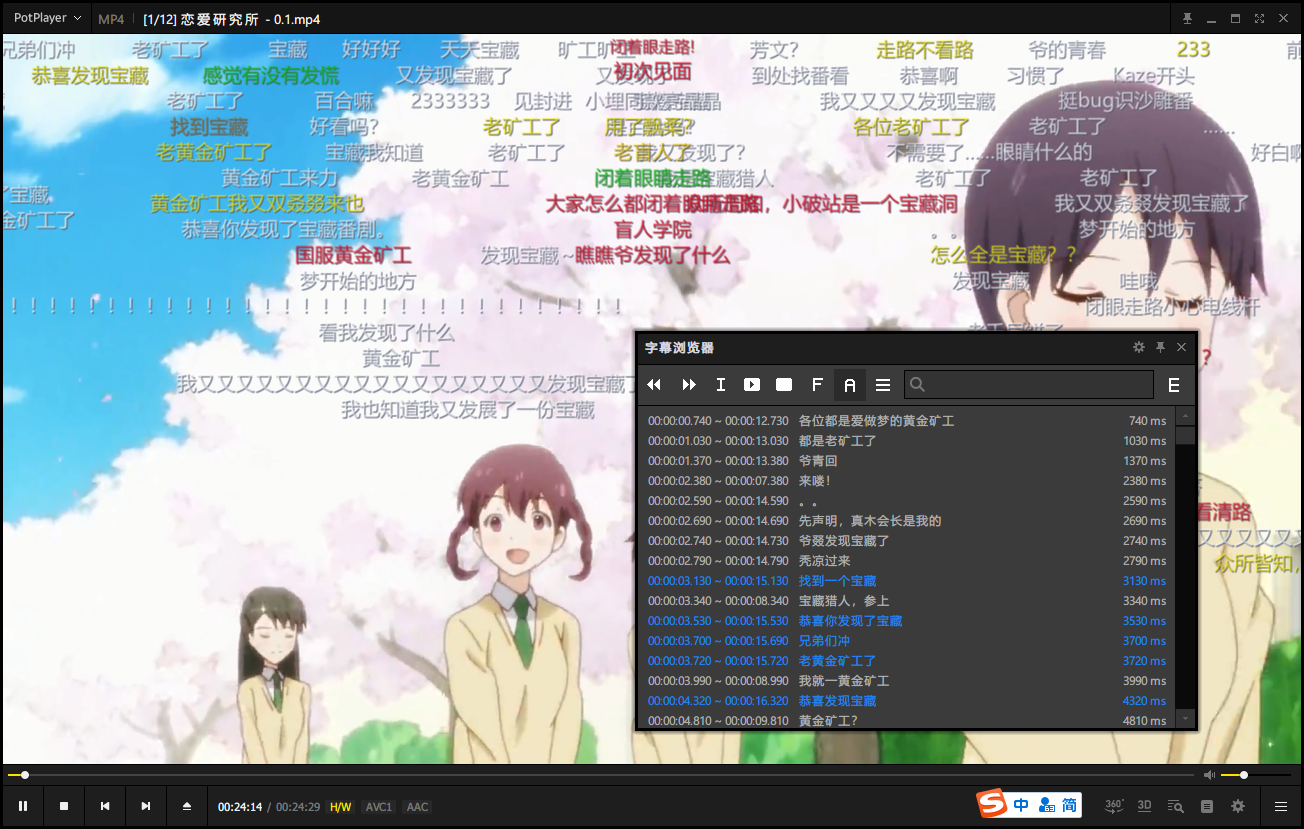 PotPlayer MP4 [1/12] 恋爱研究所 - 0.1.mp4
兄弟们冲 老矿工了 宝藏 好好好 天天宝藏 闭着眼走路! 芳文? 走路不看路 爷的青春 233 前
恭喜发现宝藏 感觉有没有发慌 又发现宝藏了 初次见面 到处找番看 恭喜啊 习惯了 Kaze开头
老矿工了 百合嘛 2333333 见封进 我又又又又发现宝藏 挺bug识沙雕番
找到宝藏 好看吗? 老矿工了 各位老矿工了 老矿工了 ......
老黄金矿工了 宝藏我知道 老矿工了 老盲人了 不需要了......眼睛什么的 好白啊
黄金矿工来力 老黄金矿工 闭着眼睛走路 宝藏猎人 老矿工了 老矿工了
宝藏
黄金矿工我又双叒叕来也 大家怎么都闭着眼睛走路 小破站是一个宝藏洞 我又双叒叕发现宝藏了
金矿工了
恭喜你发现了宝藏番剧。 盲人学院 。。 梦开始的地方
国服黄金矿工 发现宝藏~ 瞧瞧爷发现了什么 怎么全是宝藏？？
梦开始的地方 发现宝藏 哇哦
！！！！！！！！！！！！！！！！！！！！！！！！！！！！！！！！ 闭眼走路小心电线杆
看我发现了什么
黄金矿工 ?
我又又又又又又又又又又又又又又又又又发现宝藏了
我也知道我又发展了一份宝藏
字幕浏览器
I F A E
00:00:00.740 ~ 00:00:12.730 各位都是爱做梦的黄金矿工 740 ms
00:00:01.030 ~ 00:00:13.030 都是老矿工了 1030 ms
00:00:01.370 ~ 00:00:13.380 爷青回 1370 ms
00:00:02.380 ~ 00:00:07.380 来喽！ 2380 ms
00:00:02.590 ~ 00:00:14.590 。。 2590 ms
00:00:02.690 ~ 00:00:14.690 先声明，真木会长是我的 2690 ms
00:00:02.740 ~ 00:00:14.730 爷叕发现宝藏了 2740 ms
00:00:02.790 ~ 00:00:14.790 秃凉过来 2790 ms
00:00:03.130 ~ 00:00:15.130 找到一个宝藏 3130 ms
00:00:03.340 ~ 00:00:08.340 宝藏猎人，参上 3340 ms
00:00:03.530 ~ 00:00:15.530 恭喜你发现了宝藏 3530 ms
00:00:03.700 ~ 00:00:15.690 兄弟们冲 3700 ms
00:00:03.720 ~ 00:00:15.720 老黄金矿工了 3720 ms
00:00:03.990 ~ 00:00:08.990 我就一黄金矿工 3990 ms
00:00:04.320 ~ 00:00:16.320 恭喜发现宝藏 4320 ms
00:00:04.810 ~ 00:00:09.810 黄金矿工? 4810 ms
看清路
又又又又又
众所皆知,
00:24:14 / 00:24:29 H/W AVC1 AAC S 中 简 360° 3D